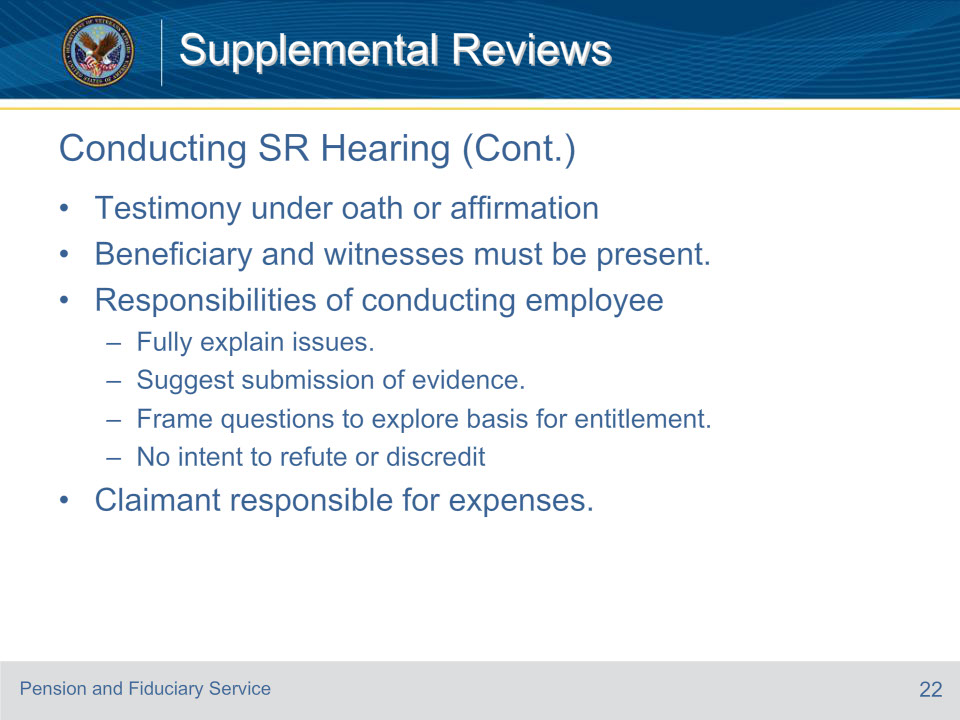 Supplemental Reviews
Conducting SR Hearing (Cont.)
• Testimony under oath or affirmation
• Beneficiary and witnesses must be present.
• Responsibilities of conducting employee
– Fully explain issues.
– Suggest submission of evidence.
– Frame questions to explore basis for entitlement.
– No intent to refute or discredit
• Claimant responsible for expenses.
Pension and Fiduciary Service
22